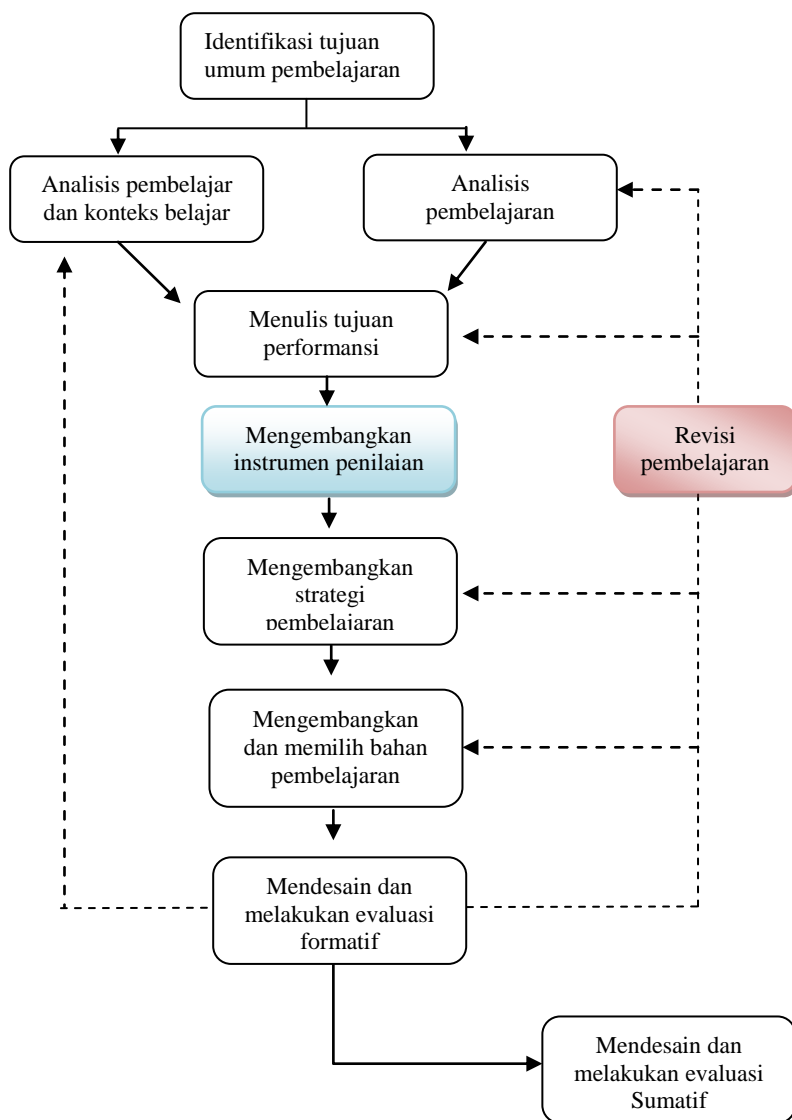 Identifikasi tujuan
umum pembelajaran
Analisis pembelajar
dan konteks belajar
Analisis
pembelajaran
Menulis tujuan
performansi
Mengembangkan
instrumen penilaian
Revisi
pembelajaran
Mengembangkan
strategi
pembelajaran
Mengembangkan
dan memilih bahan
pembelajaran
Mendesain dan
melakukan evaluasi
formatif
Mendesain dan
melakukan evaluasi
Sumatif